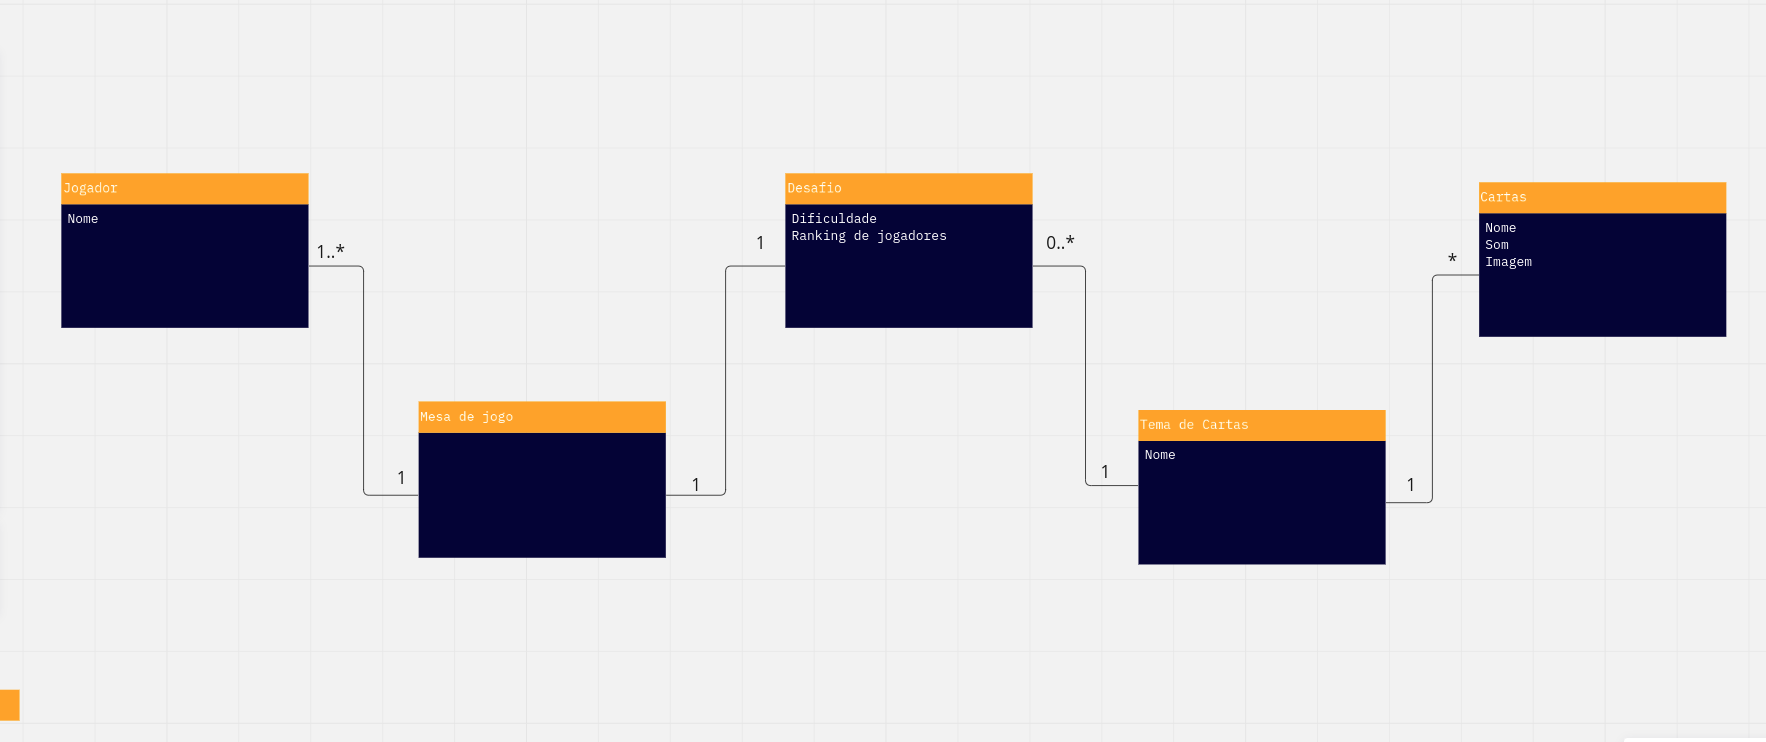 Jogador
Nome
1..*
Mesa de jogo
1
1
Desafio
Dificuldade
Ranking de jogadores
1
0..*
Tema de Cartas
Nome
1
1
Cartas
Nome
Som
Imagem
*